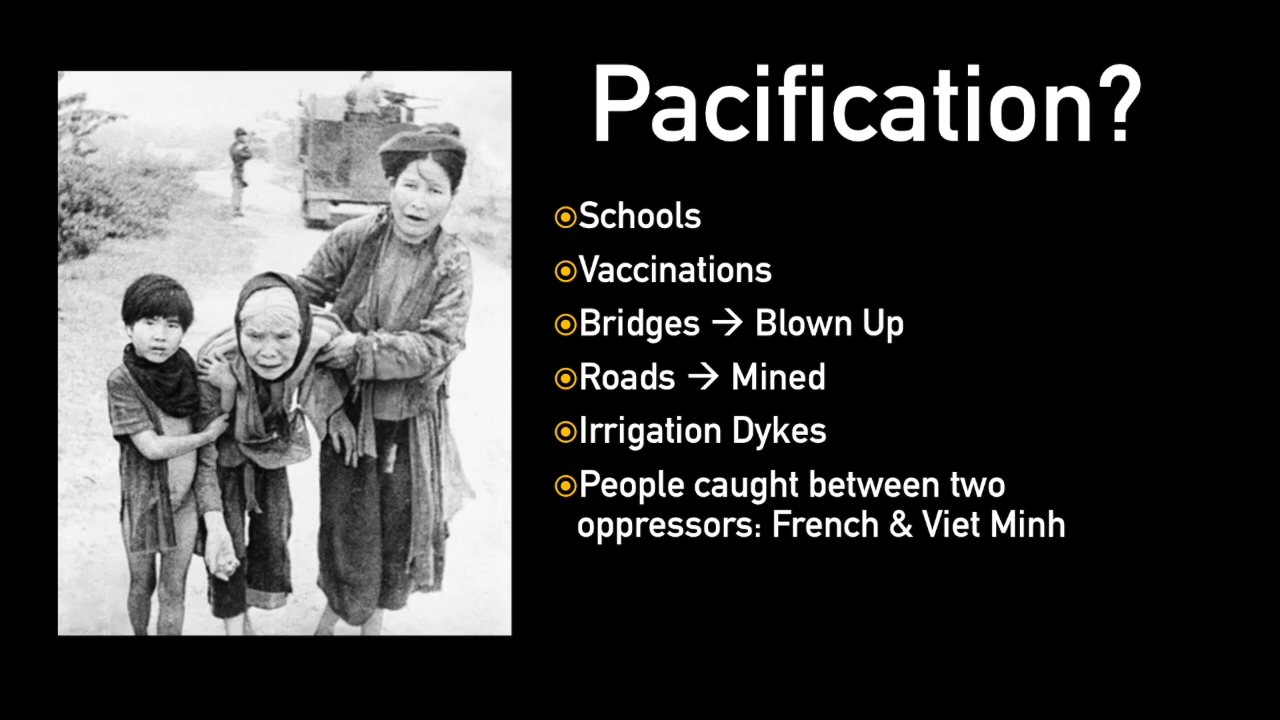 Pacification?
Schools
Vaccinations
Bridges → Blown Up
Roads → Mined
Irrigation Dykes
People caught between two
oppressors: French & Viet Minh